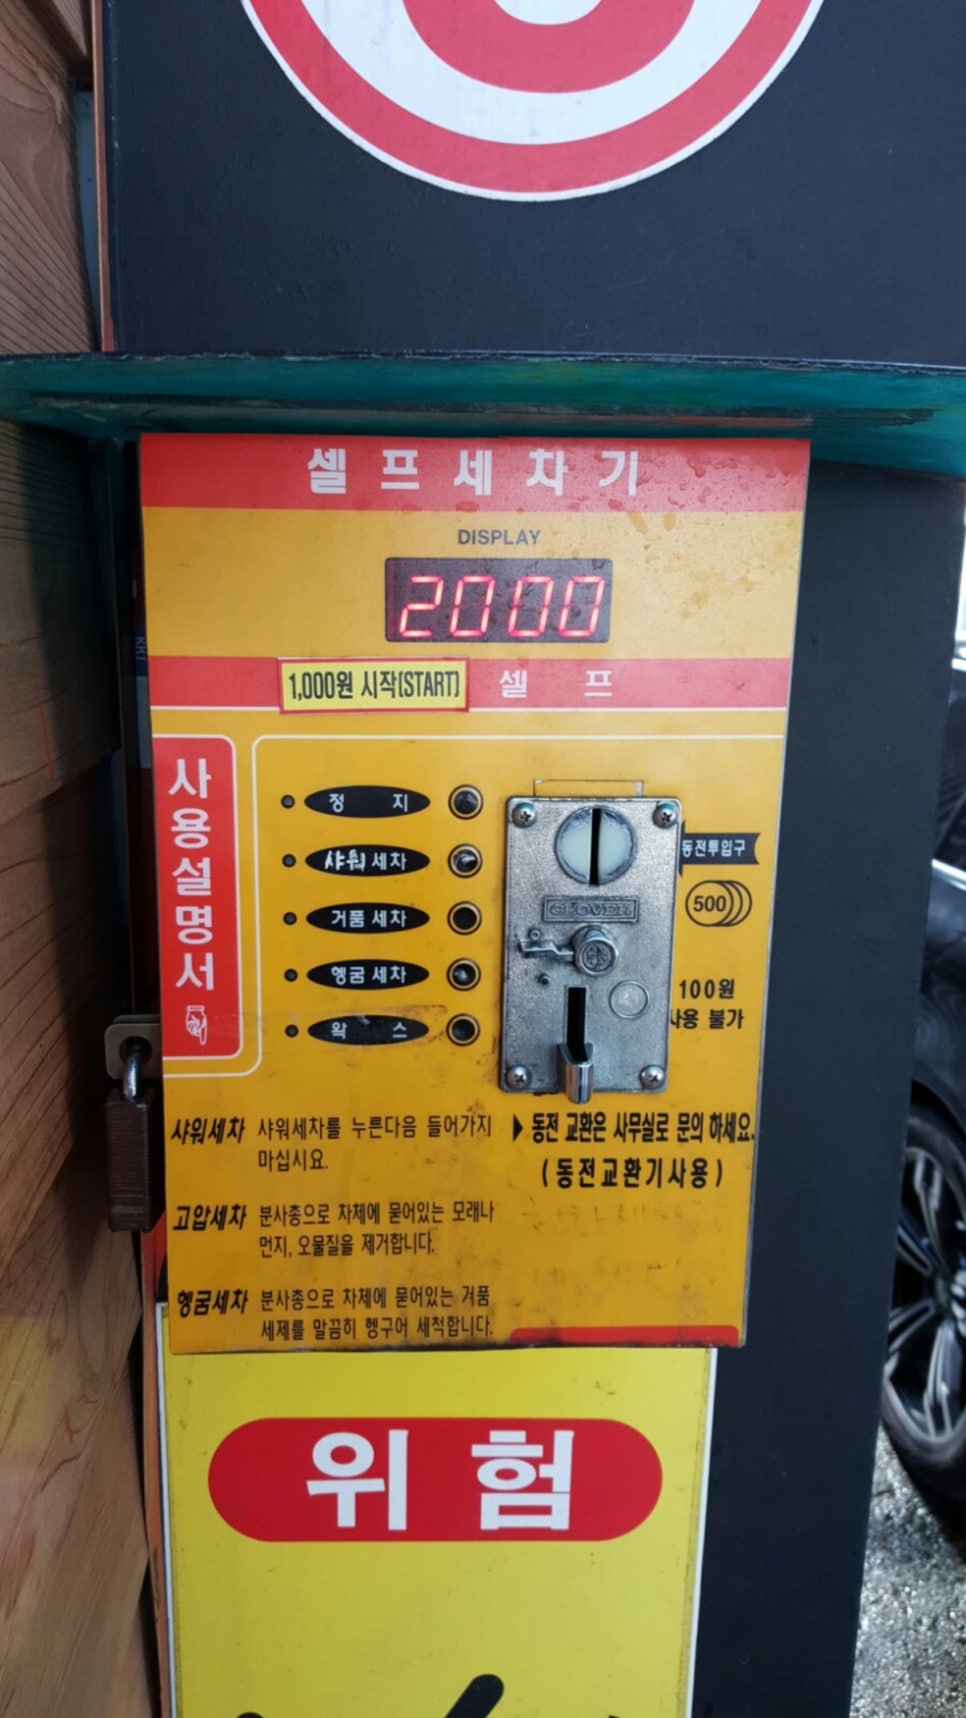 셀프세차기
DISPLAY
2000
1,000원 시작(START)
셀 프
사용설명서
정 지
샤워세차
거품세차
헹굼세차
왁 스
동전투입구
GLOVER
500
100원
사용 불가
샤워세차 샤워세차를 누른다음 들어가지
마십시요.
고압세차 분사총으로 차체에 묻어있는 모래나
먼지, 오물질을 제거합니다.
헹굼세차 분사총으로 차체에 묻어있는 거품
세제를 말끔히 헹구어 세척합니다.
▶ 동전 교환은 사무실로 문의 하세요.
(동전교환기사용)
위험